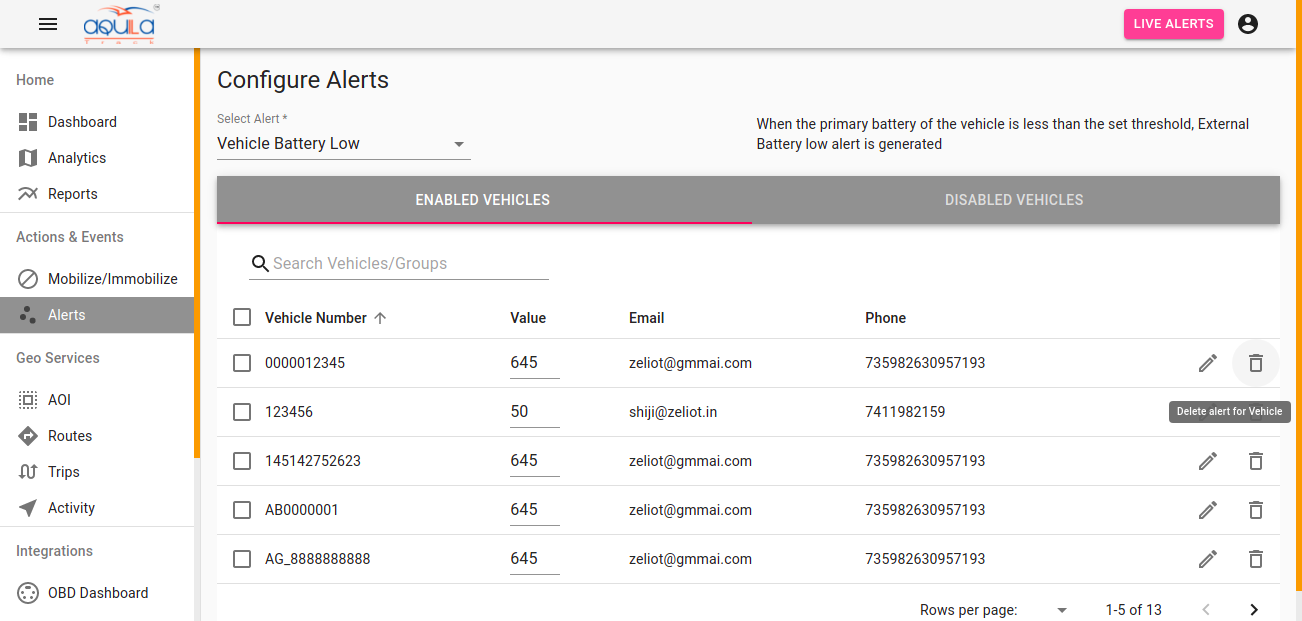 aquila
Track
LIVE ALERTS
Home
Dashboard
Analytics
Reports
Actions & Events
Mobilize/Immobilize
Alerts
Geo Services
AOI
Routes
Trips
Activity
Integrations
OBD Dashboard
Configure Alerts
Select Alert *
Vehicle Battery Low
When the primary battery of the vehicle is less than the set threshold, External
Battery low alert is generated
ENABLED VEHICLES DISABLED VEHICLES
Search Vehicles/Groups
Vehicle Number Value Email Phone
0000012345 645 zeliot@gmmai.com 735982630957193
123456 50 shiji@zeliot.in 7411982159
Delete alert for Vehicle
145142752623 645 zeliot@gmmai.com 735982630957193
AB0000001 645 zeliot@gmmai.com 735982630957193
AG_8888888888 645 zeliot@gmmai.com 735982630957193
Rows per page: 1-5 of 13